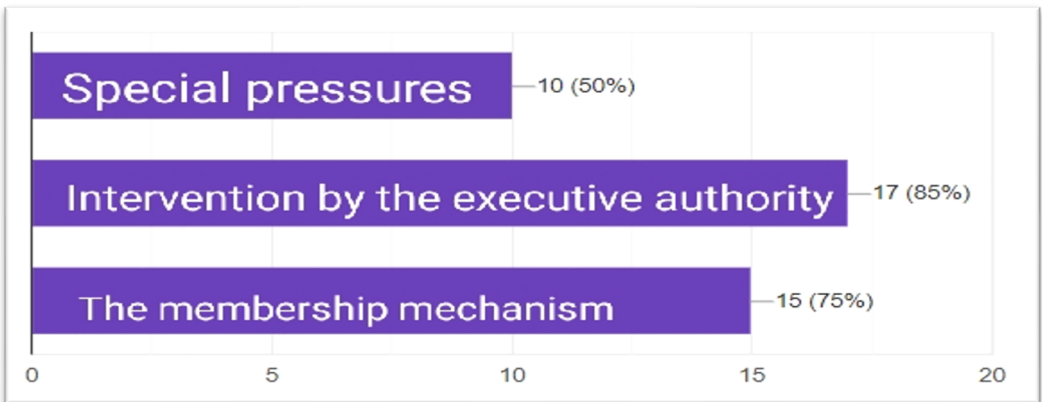 Special pressures
10 (50%)
Intervention by the executive authority
17 (85%)
The membership mechanism
15 (75%)
0 5 10 15 20